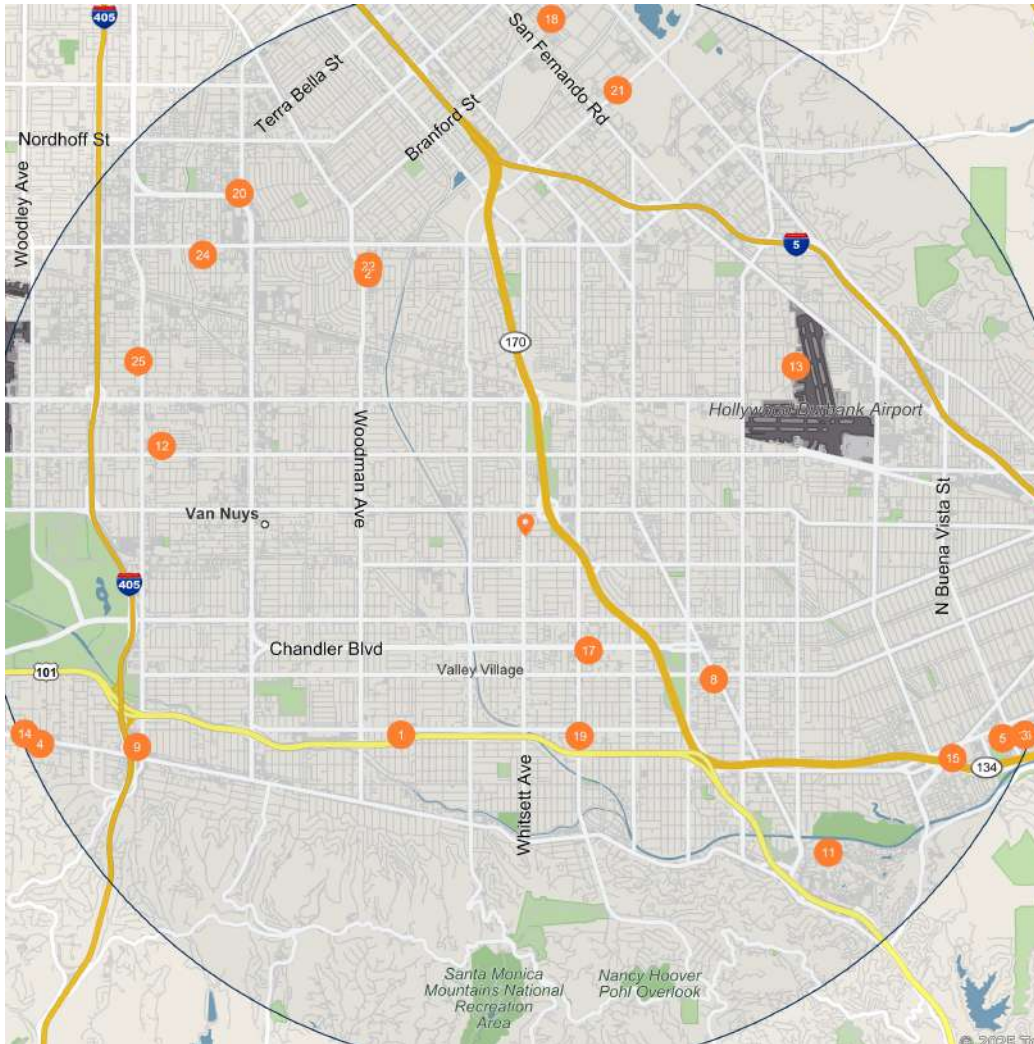 405
18
San Fernando Rd
21
Terra Bella St
Branford St
Nordhoff St
Woodley Ave
20
24
22
2
5
170
25
13
Hollywood Burbank Airport
12
Woodman Ave
Van Nuys
N Buena Vista St
405
Chandler Blvd
17
Valley Village
101
8
14
4
9
1
19
5
15
134
Whitsett Ave
11
Santa Monica
Mountains National
Recreation
Area
Nancy Hoover
Pohl Overlook
© 2025